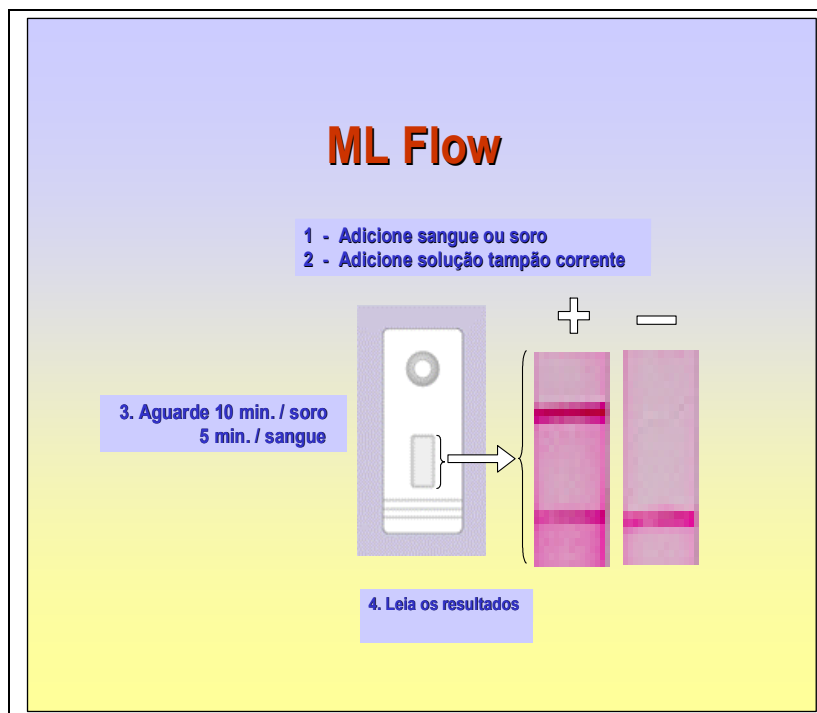 ML Flow
1 - Adicione sangue ou soro
2 - Adicione solução tampão corrente
+ —
3. Aguarde 10 min. / soro
5 min. / sangue
4. Leia os resultados